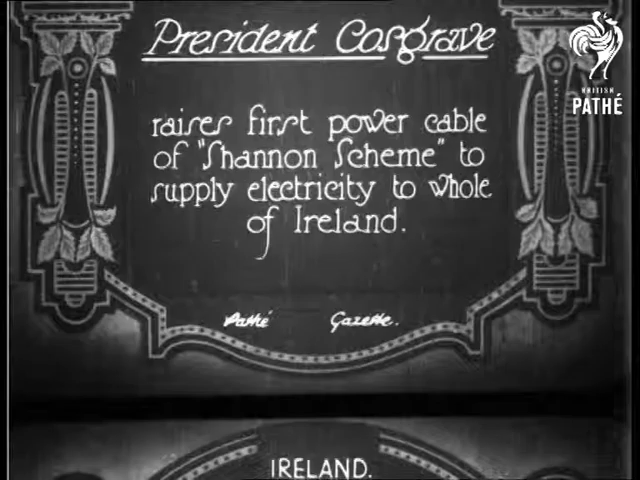 President Cosgrave
raises first power cable
of "Shannon Scheme" to
supply electricity to whole
of Ireland.
Pathé Gazette.
BRITISH
PATHÉ
IRELAND.